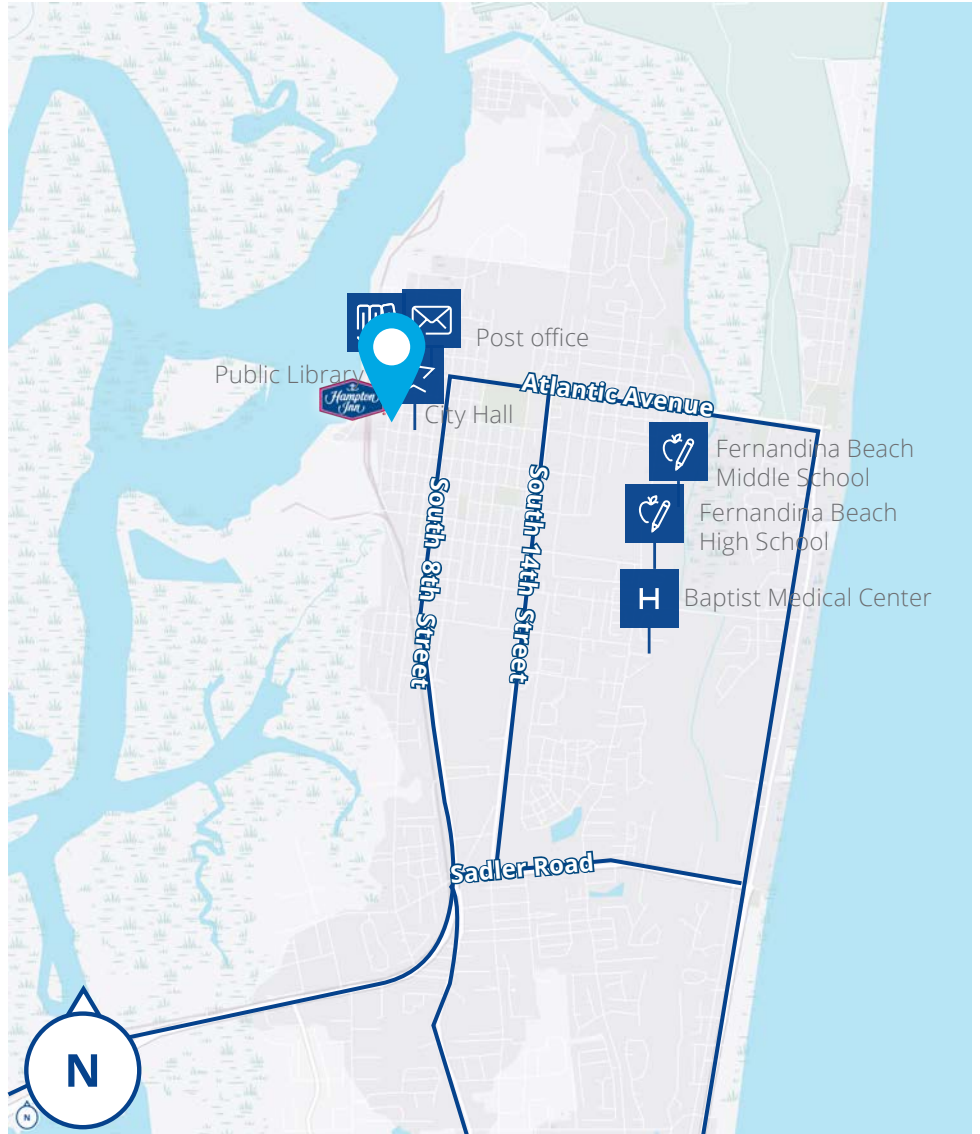 Post office
Public Library
Hampton
Inn
City Hall
Atlantic Avenue
Fernandina Beach
Middle School
South 8th Street
South 14th Street
Fernandina Beach
High School
H
Baptist Medical Center
Sadler Road
N
N